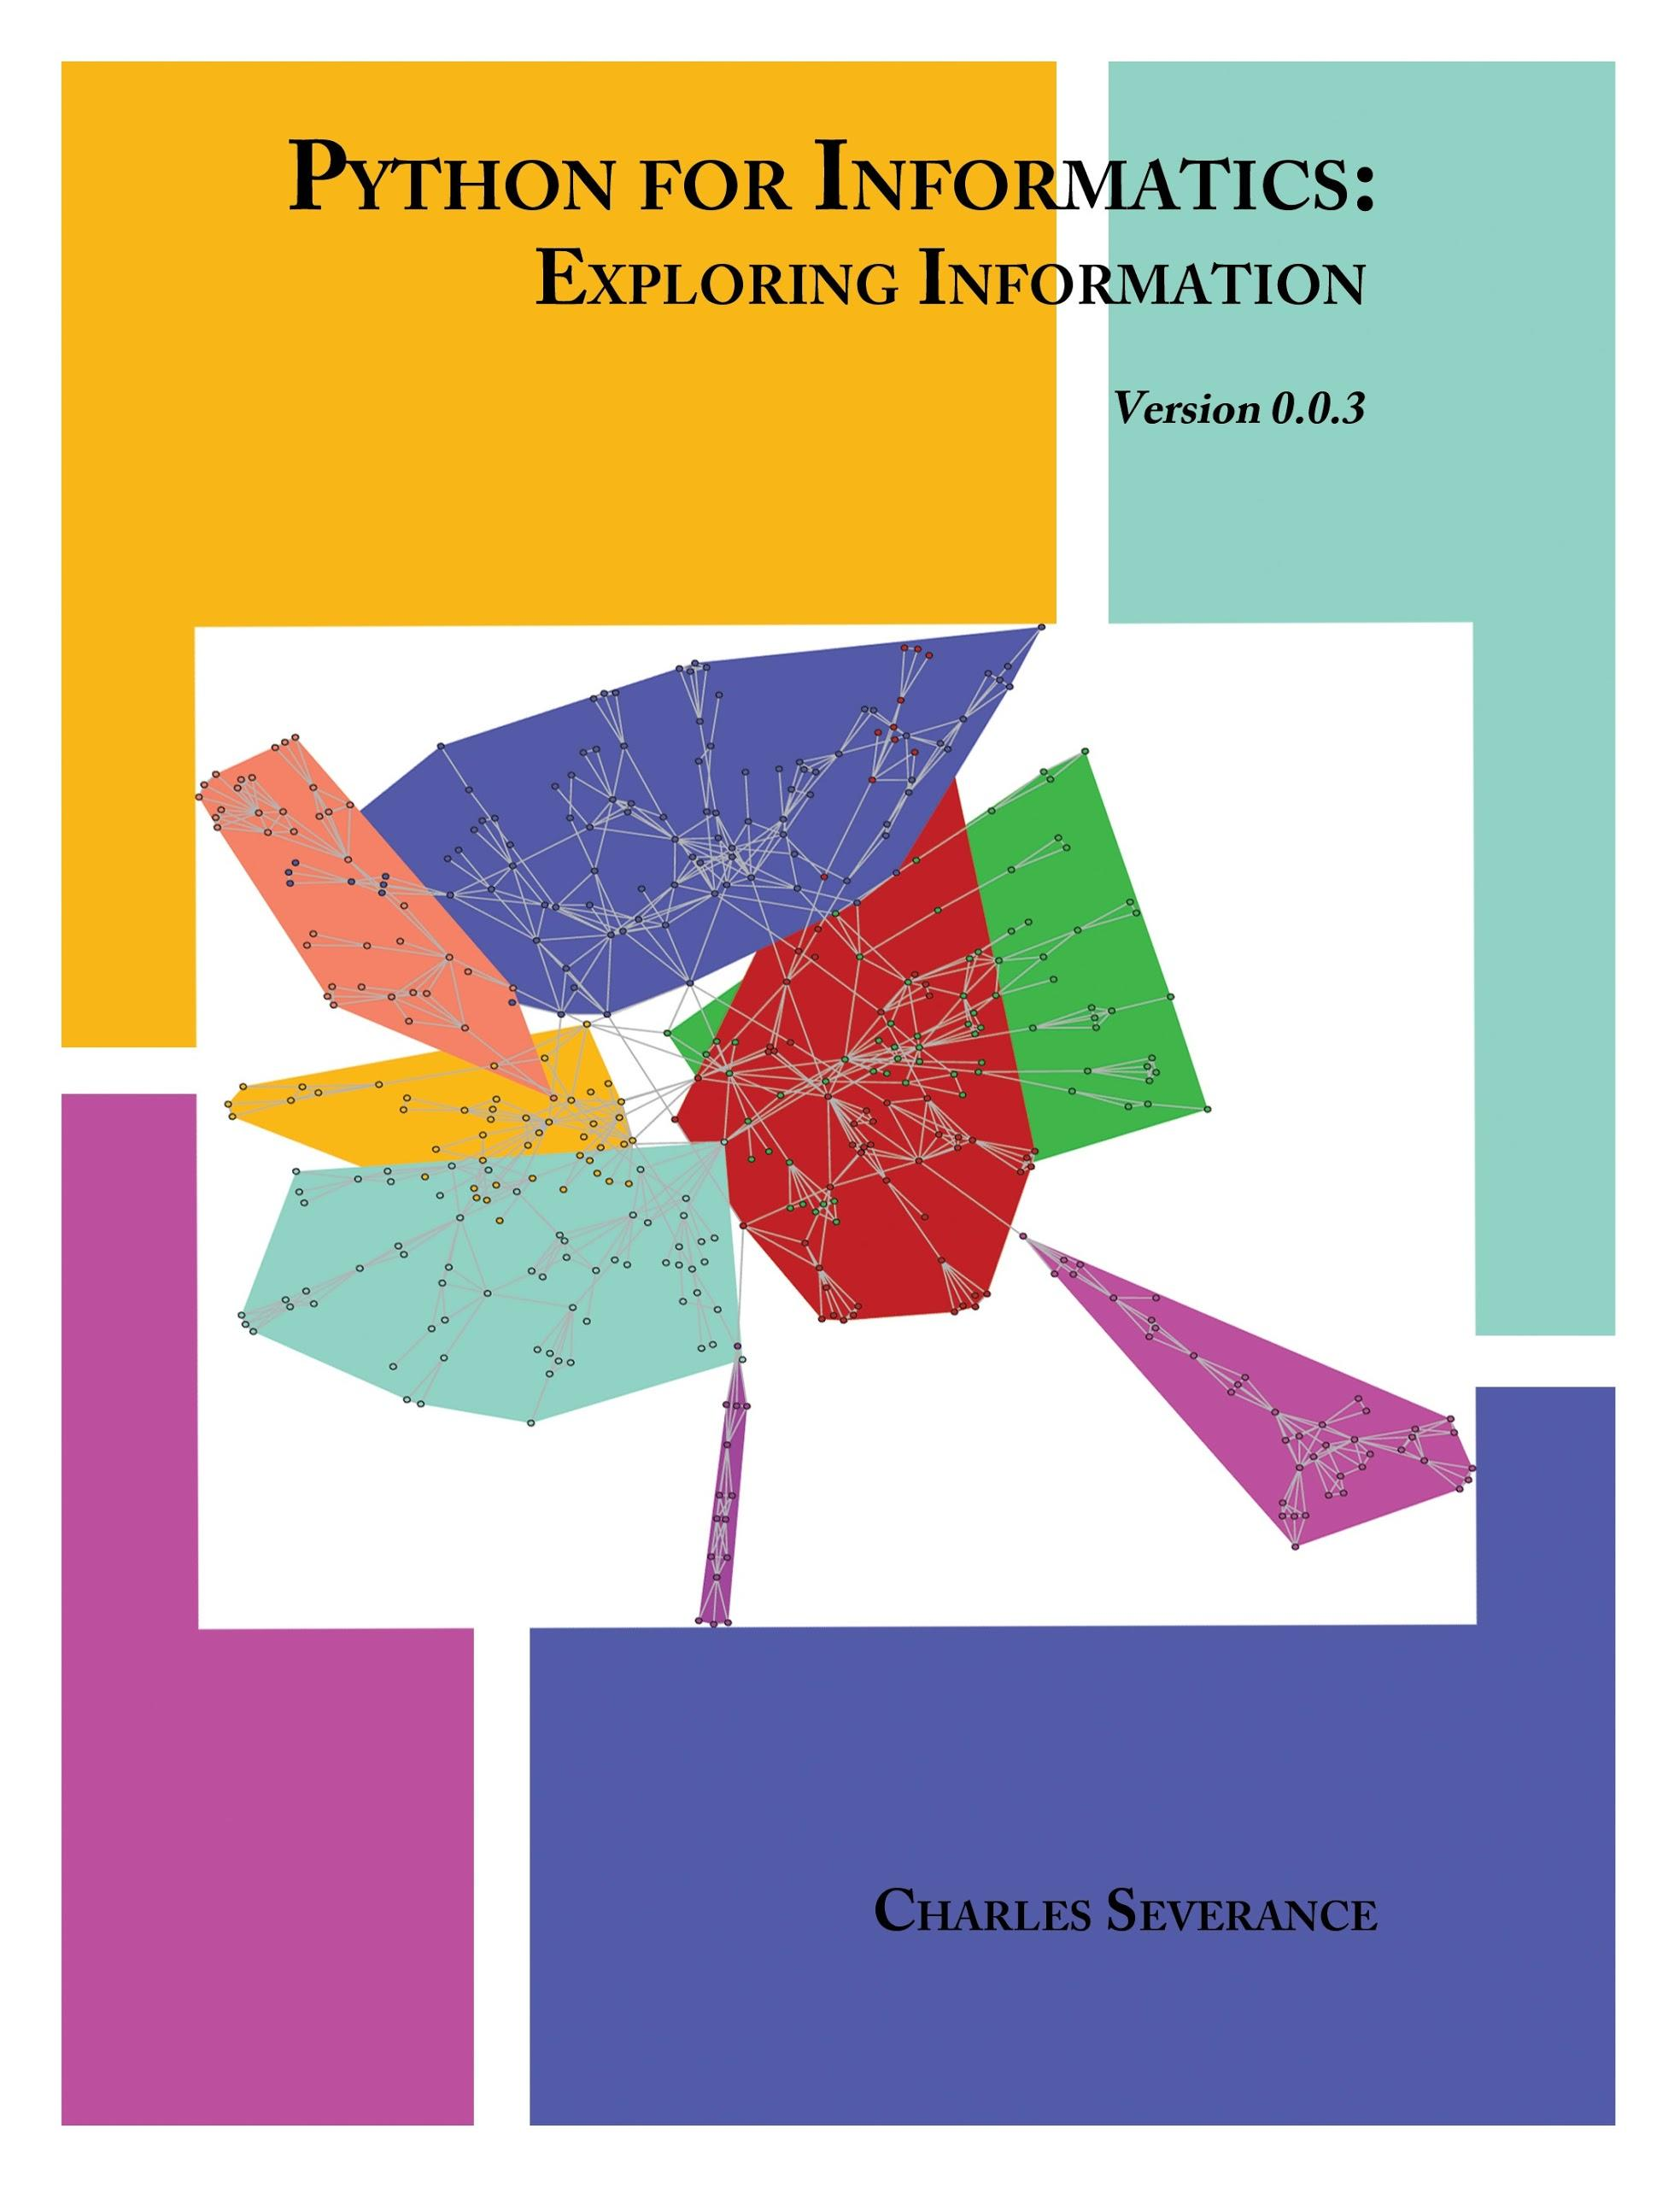 Python for Informatics:
Exploring Information
Version 0.0.3
Charles Severance